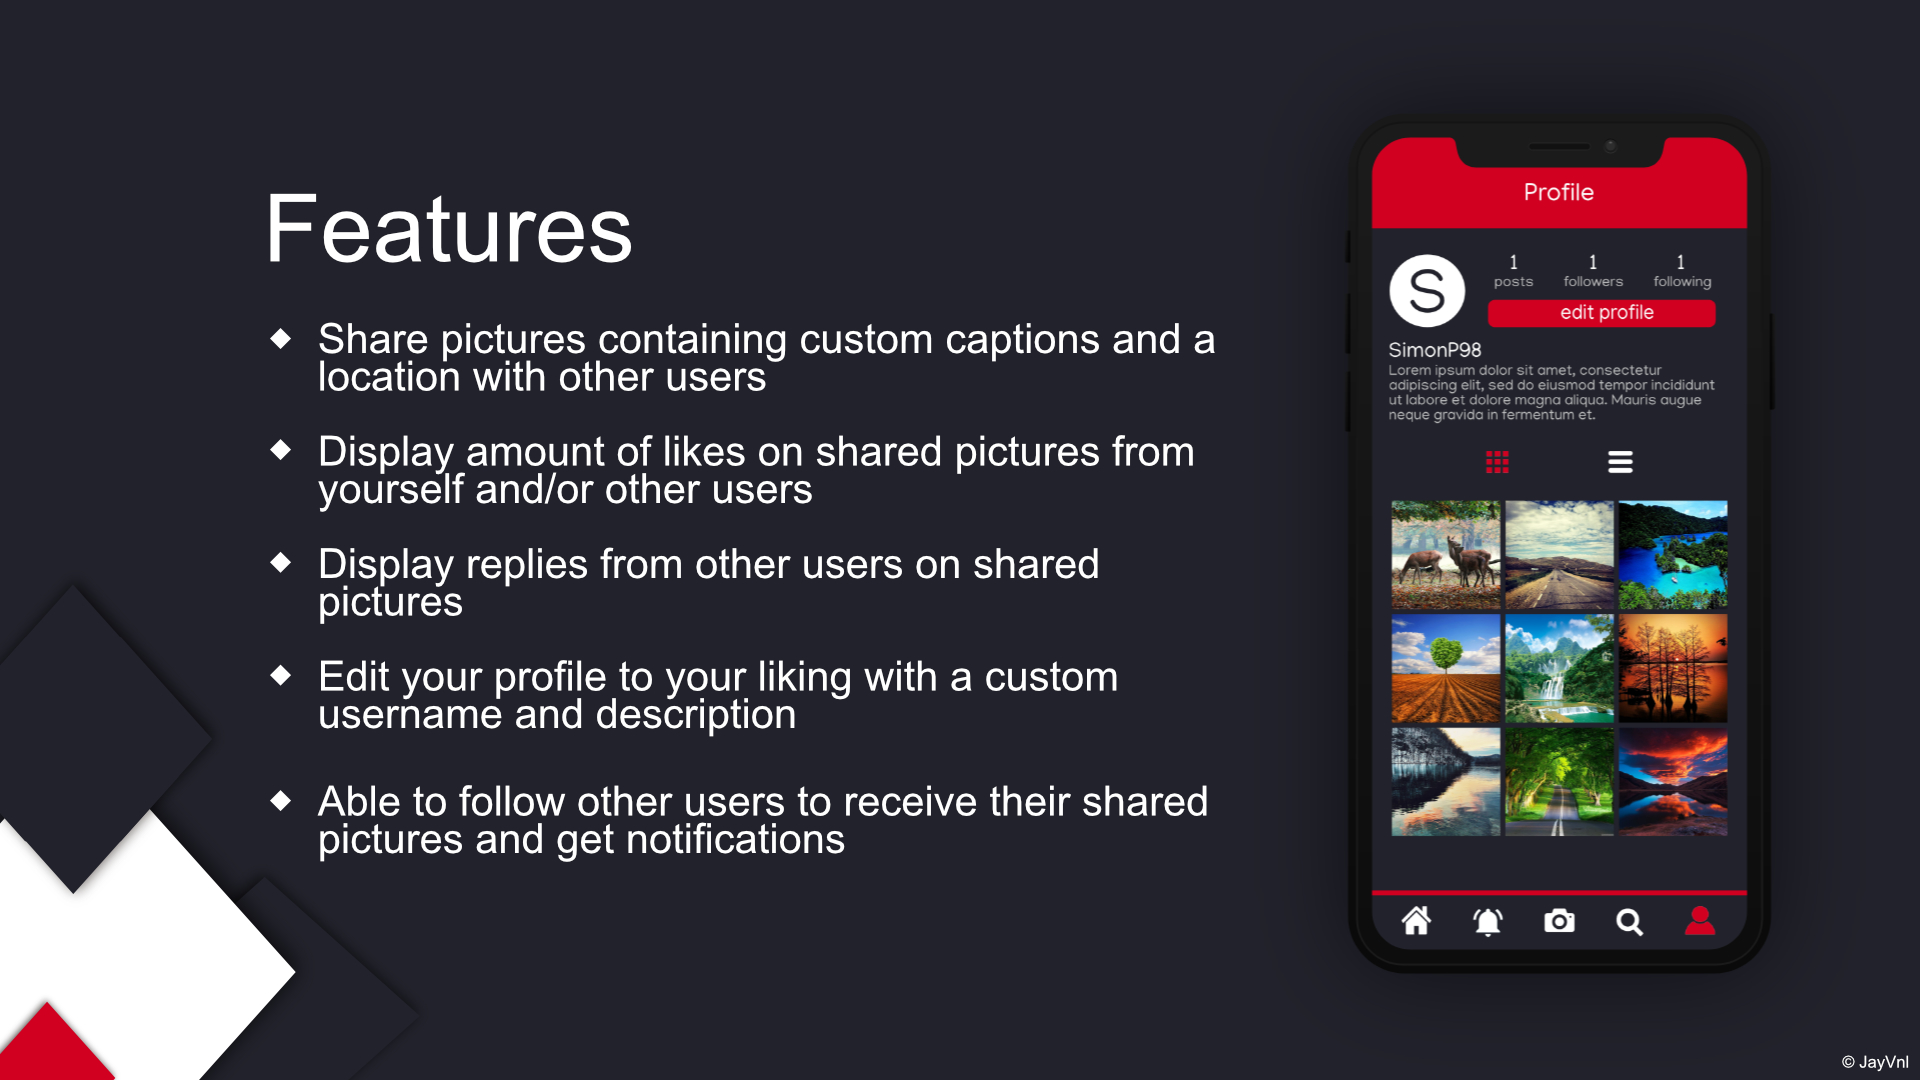 Features
Share pictures containing custom captions and a
location with other users
Display amount of likes on shared pictures from
yourself and/or other users
Display replies from other users on shared
pictures
Edit your profile to your liking with a custom
username and description
Able to follow other users to receive their shared
pictures and get notifications
Profile
S
1 1 1
posts followers following
edit profile
SimonP98
Lorem ipsum dolor sit amet, consectetur
adipiscing elit, sed do eiusmod tempor incididunt
ut labore et dolore magna aliqua. Mauris augue
neque gravida in fermentum et.
© JayVnl